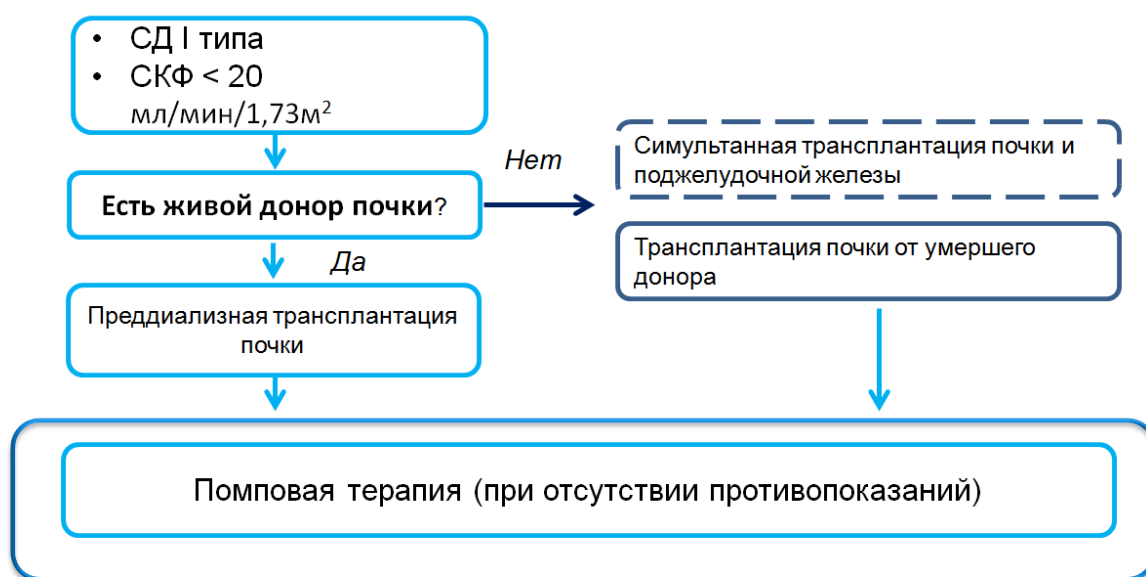 • СД I типа
• СКФ < 20
мл/мин/1,73м²
Есть живой донор почки?
Нет
Симультанная трансплантация почки и
поджелудочной железы
Трансплантация почки от умершего
донора
Да
Преддиализная трансплантация
почки
Помповая терапия (при отсутствии противопоказаний)